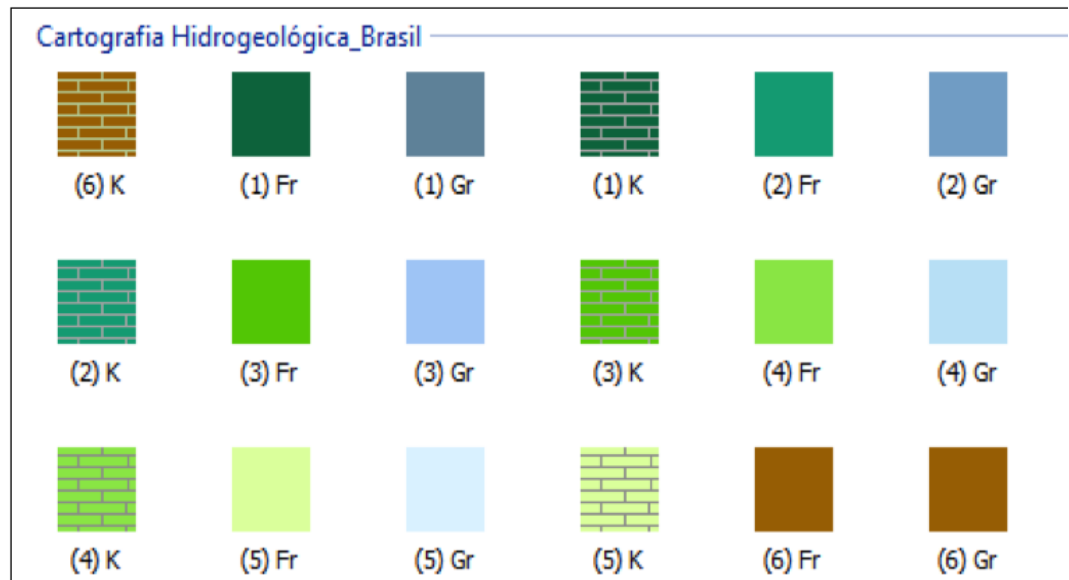 Cartografia Hidrogeológica_Brasil
(6) K (1) Fr (1) Gr (1) K (2) Fr (2) Gr
(2) K (3) Fr (3) Gr (3) K (4) Fr (4) Gr
(4) K (5) Fr (5) Gr (5) K (6) Fr (6) Gr